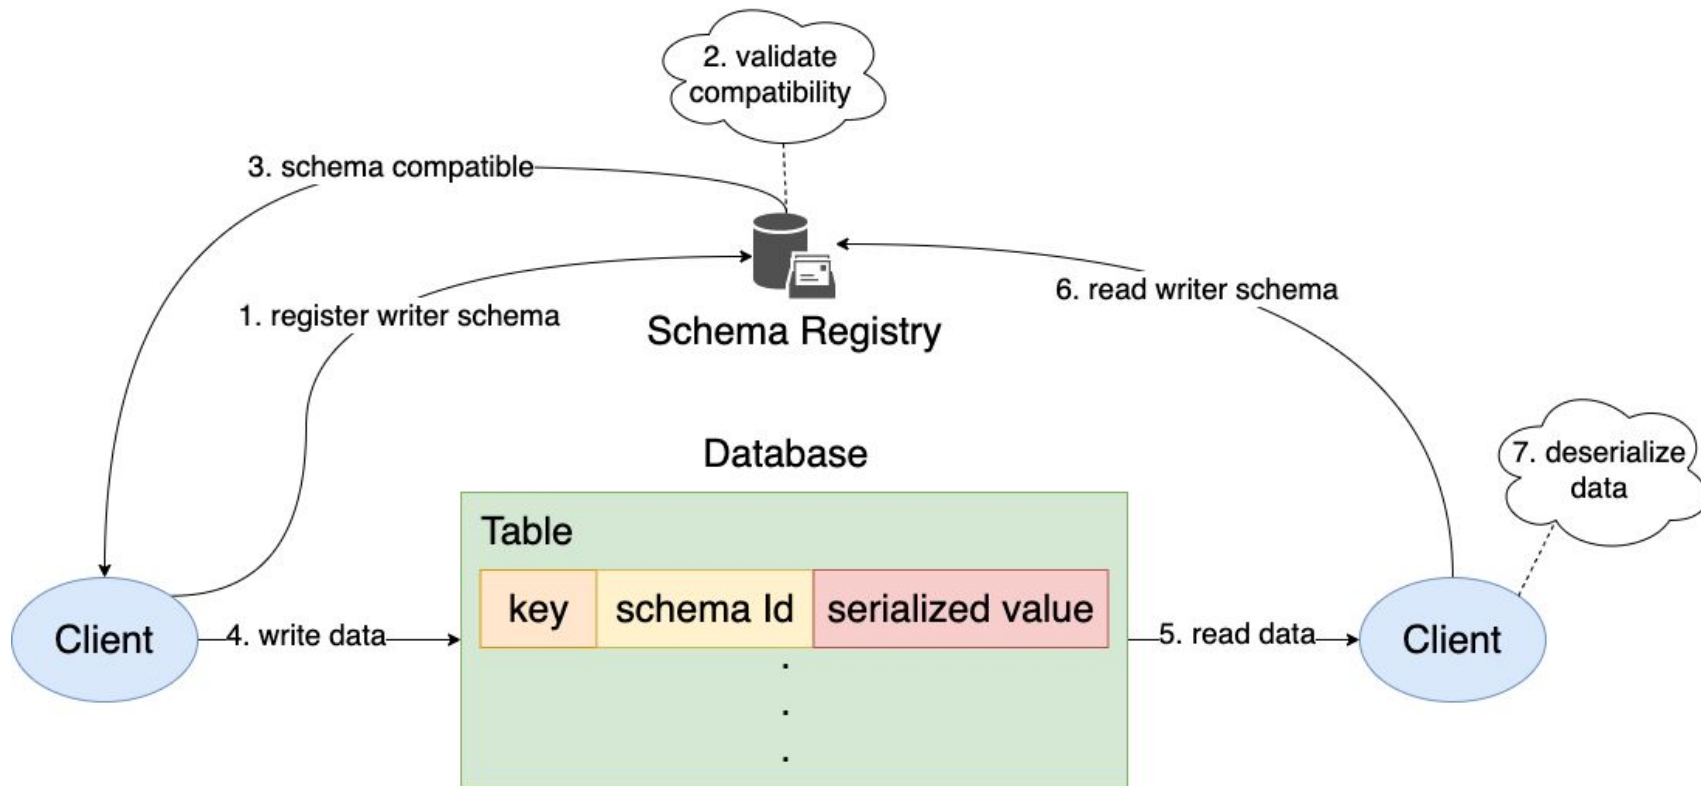 2. validate
compatibility
3. schema compatible
1. register writer schema
6. read writer schema
Schema Registry
Database
7. deserialize
data
Table
key
schema Id
serialized value
Client
4. write data
5. read data
Client
.
.
.